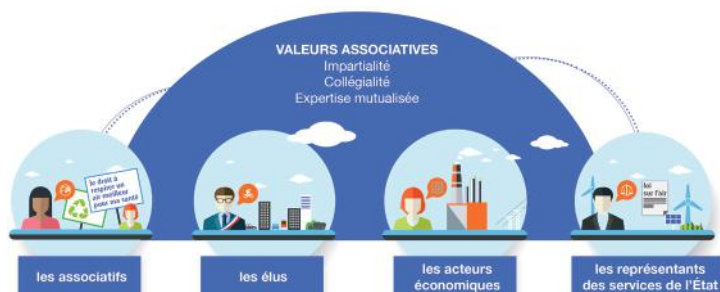 VALEURS ASSOCIATIVES
Impartialité
Collégialité
Expertise mutualisée
le droit à
respirer un
air meilleur
pour ma santé
loi
sur l'air
les associatifs
les élus
les acteurs
économiques
les représentants
des services de l'État